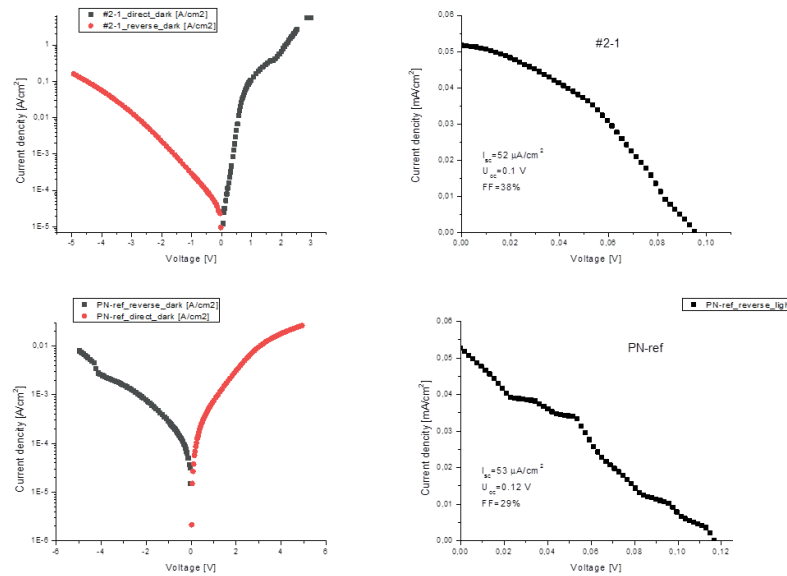 #2-1_direct_dark [A/cm2]
#2-1_reverse_dark [A/cm2]
Current dencity [A/cm²]
1
0.1
0.01
1E-3
1E-4
1E-5
-5 -4 -3 -2 -1 0 1 2 3 4
Voltage [V]
#2-1
Current dencity [mA/cm²]
0,06
0,05
0,04
0,03
0,02
0,01
0,00
I_sc=52 µA/cm²
U_oc=0.1 V
FF=38%
0,00 0,02 0,04 0,06 0,08 0,10
Voltage [V]
PN-ref_reverse_dark [A/cm2]
PN-ref_direct_dark [A/cm2]
Current dencity [A/cm²]
0.01
1E-3
1E-4
1E-5
1E-6
-6 -4 -2 0 2 4 6
Voltage [V]
PN-ref_reverse_ligh
PN-ref
Current dencity [mA/cm²]
0,06
0,05
0,04
0,03
0,02
0,01
0,00
I_sc=53 µA/cm²
U_oc=0.12 V
FF=29%
0,00 0,02 0,04 0,06 0,08 0,10 0,12
Voltage [V]